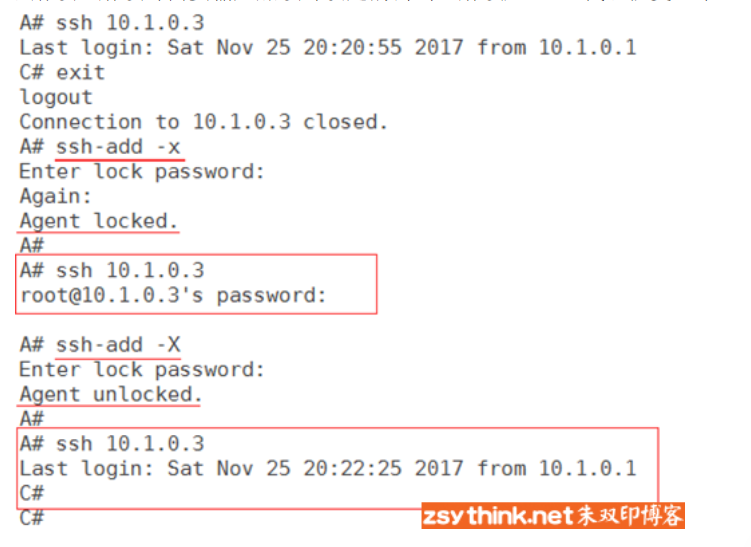 A# ssh 10.1.0.3
Last login: Sat Nov 25 20:20:55 2017 from 10.1.0.1
C# exit
logout
Connection to 10.1.0.3 closed.
A# ssh-add -x
Enter lock password:
Again:
Agent locked.
A#
A# ssh 10.1.0.3
root@10.1.0.3's password:
A# ssh-add -X
Enter lock password:
Agent unlocked.
A#
A# ssh 10.1.0.3
Last login: Sat Nov 25 20:22:25 2017 from 10.1.0.1
C#
C#
zsythink.net朱双印博客